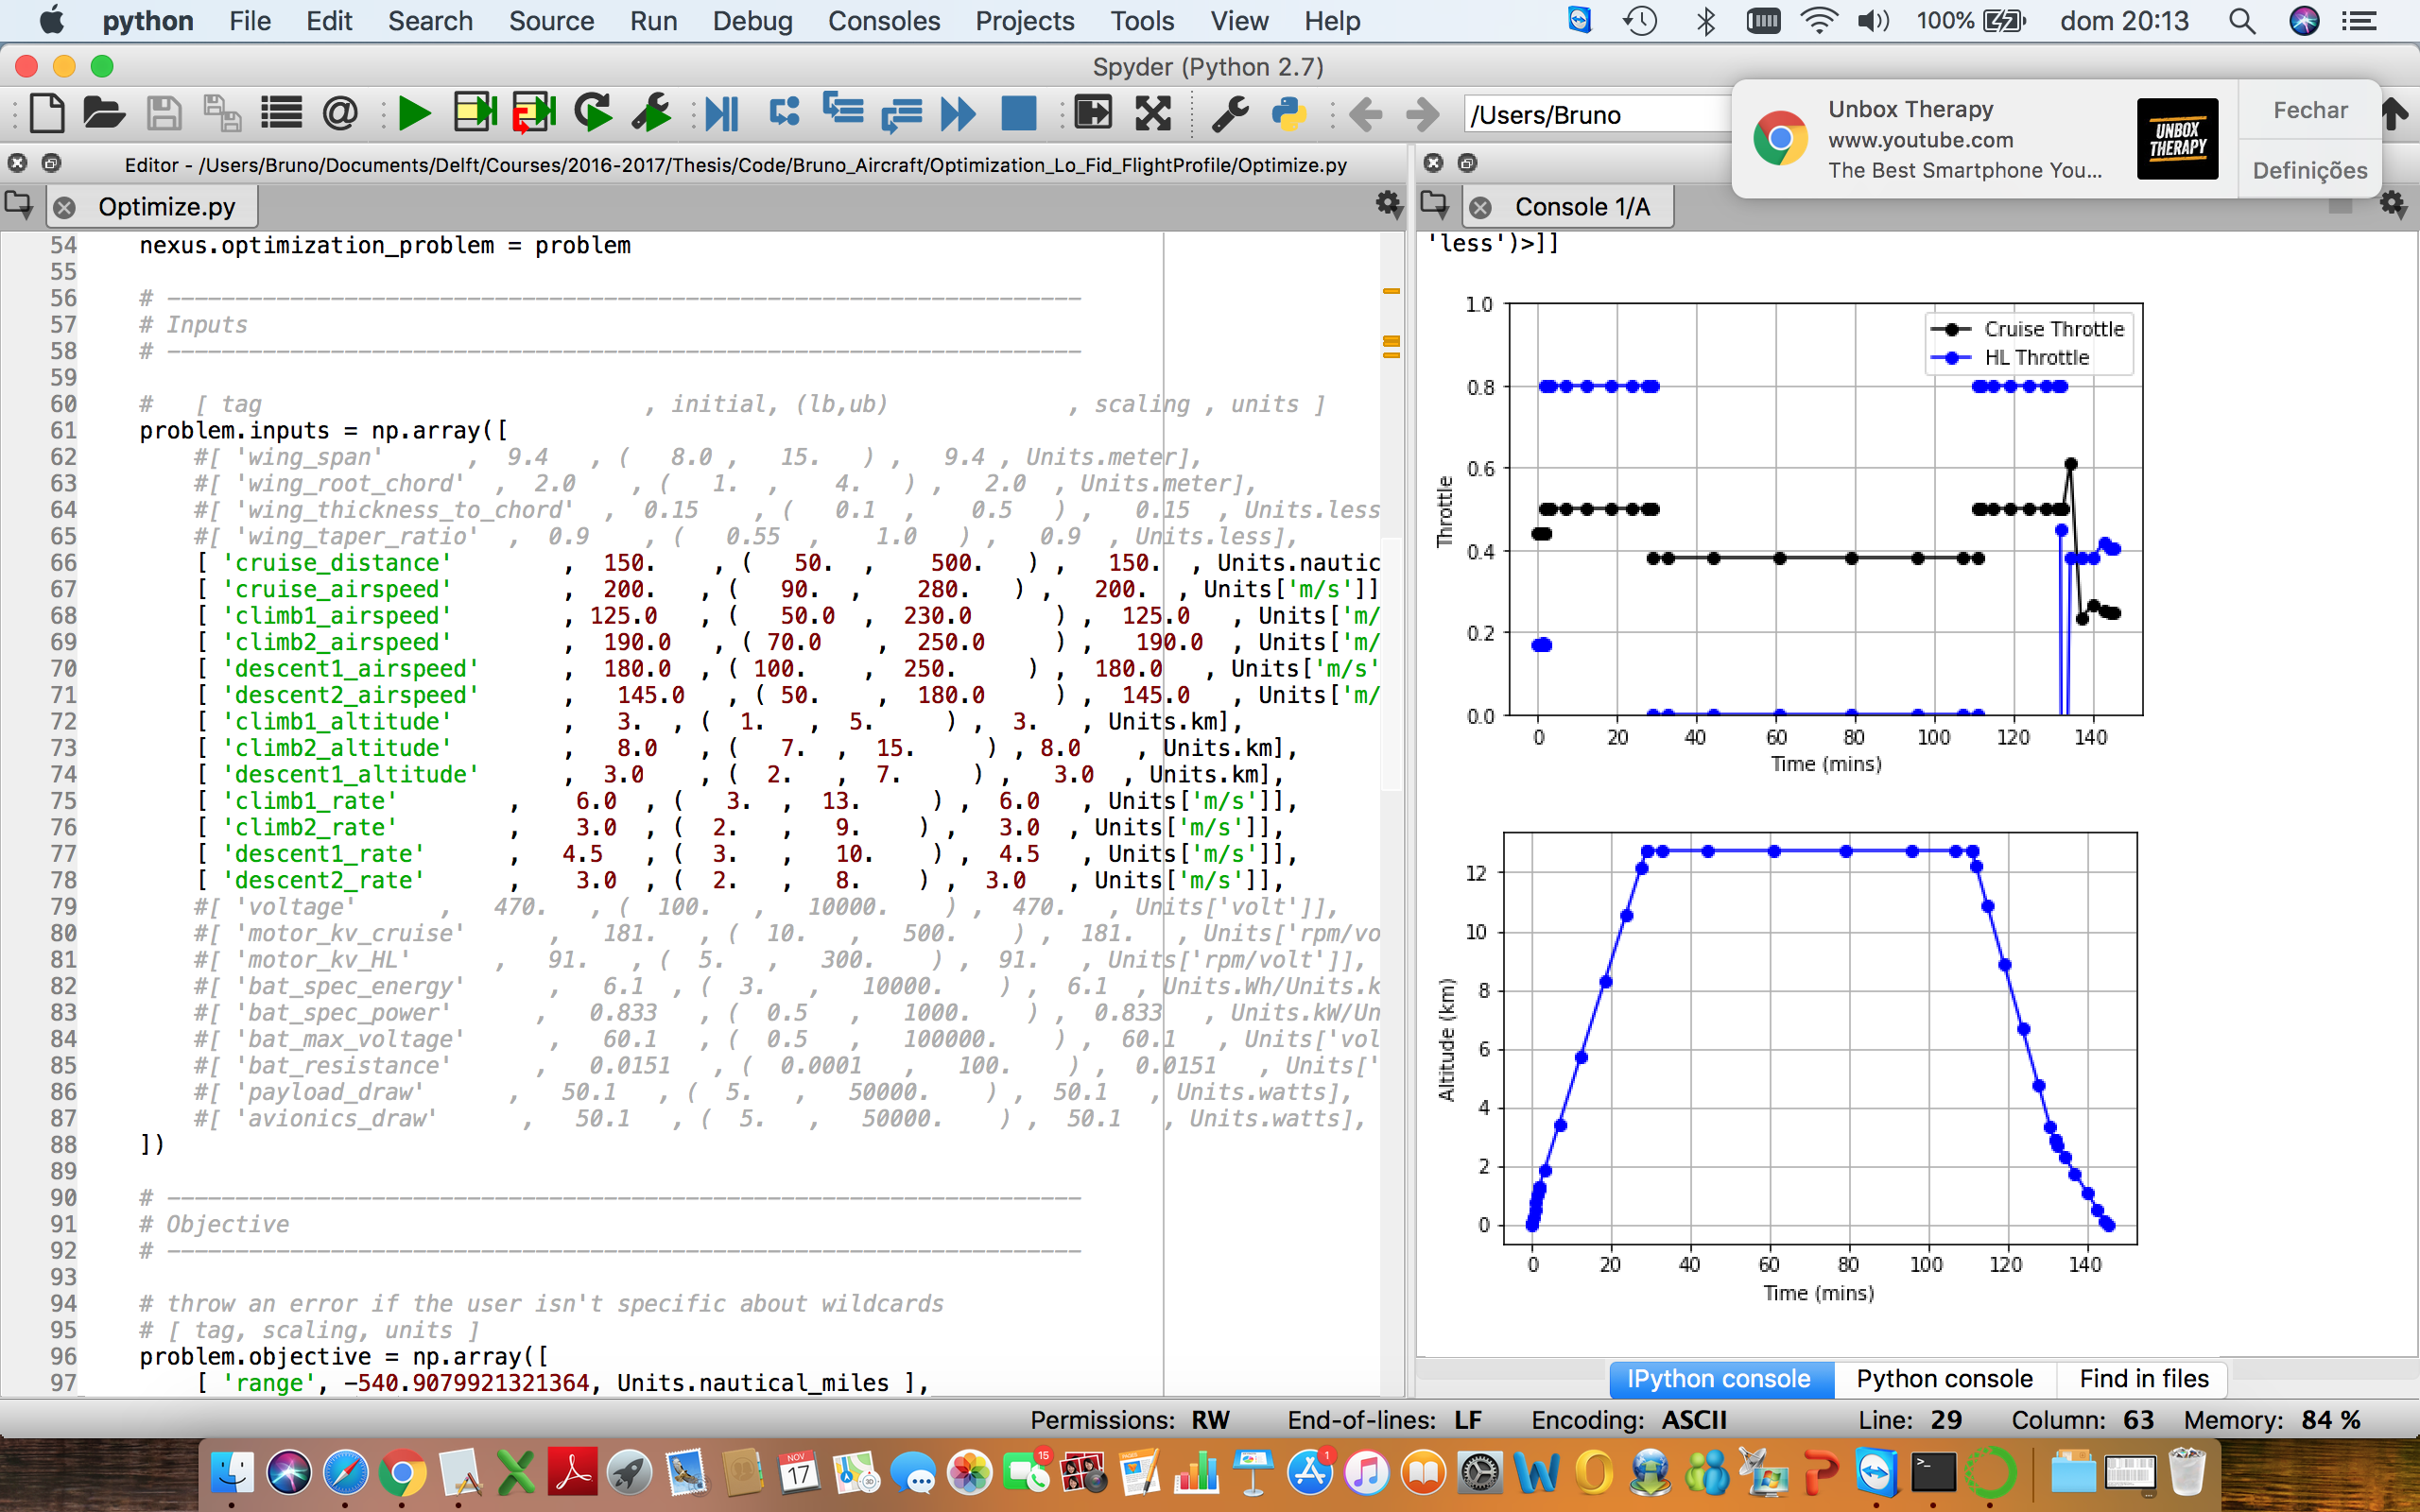 python File Edit Search Source Run Debug Consoles Projects Tools View Help 100% dom 20:13
Spyder (Python 2.7)
/Users/Bruno
Unbox Therapy
www.youtube.com
The Best Smartphone You...
UNBOX THERAPY
Fechar
Definições
Editor - /Users/Bruno/Documents/Delft/Courses/2016-2017/Thesis/Code/Bruno_Aircraft/Optimization_Lo_Fid_FlightProfile/Optimize.py
Optimize.py
54 nexus.optimization_problem = problem
55
56 # -------------------------------------------------------------------
57 # Inputs
58 # -------------------------------------------------------------------
59
60 # [ tag , initial, (lb,ub) , scaling , units ]
61 problem.inputs = np.array([
62 #[ 'wing_span' , 9.4 , ( 8.0 , 15. ) , 9.4 , Units.meter],
63 #[ 'wing_root_chord' , 2.0 , ( 1. , 4. ) , 2.0 , Units.meter],
64 #[ 'wing_thickness_to_chord' , 0.15 , ( 0.1 , 0.5 ) , 0.15 , Units.less
65 #[ 'wing_taper_ratio' , 0.9 , ( 0.55 , 1.0 ) , 0.9 , Units.less],
66 [ 'cruise_distance' , 150. , ( 50. , 500. ) , 150. , Units.nautic
67 [ 'cruise_airspeed' , 200. , ( 90. , 280. ) , 200. , Units['m/s']]
68 [ 'climb1_airspeed' , 125.0 , ( 50.0 , 230.0 ) , 125.0 , Units['m/
69 [ 'climb2_airspeed' , 190.0 , ( 70.0 , 250.0 ) , 190.0 , Units['m/
70 [ 'descent1_airspeed' , 180.0 , ( 100. , 250. ) , 180.0 , Units['m/s'
71 [ 'descent2_airspeed' , 145.0 , ( 50. , 180.0 ) , 145.0 , Units['m/
72 [ 'climb1_altitude' , 3. , ( 1. , 5. ) , 3. , Units.km],
73 [ 'climb2_altitude' , 8.0 , ( 7. , 15. ) , 8.0 , Units.km],
74 [ 'descent1_altitude' , 3.0 , ( 2. , 7. ) , 3.0 , Units.km],
75 [ 'climb1_rate' , 6.0 , ( 3. , 13. ) , 6.0 , Units['m/s']],
76 [ 'climb2_rate' , 3.0 , ( 2. , 9. ) , 3.0 , Units['m/s']],
77 [ 'descent1_rate' , 4.5 , ( 3. , 10. ) , 4.5 , Units['m/s']],
78 [ 'descent2_rate' , 3.0 , ( 2. , 8. ) , 3.0 , Units['m/s']],
79 #[ 'voltage' , 470. , ( 100. , 10000. ) , 470. , Units['volt']],
80 #[ 'motor_kv_cruise' , 181. , ( 10. , 500. ) , 181. , Units['rpm/vo
81 #[ 'motor_kv_HL' , 91. , ( 5. , 300. ) , 91. , Units['rpm/volt']],
82 #[ 'bat_spec_energy' , 6.1 , ( 3. , 10000. ) , 6.1 , Units.Wh/Units.k
83 #[ 'bat_spec_power' , 0.833 , ( 0.5 , 1000. ) , 0.833 , Units.kW/Un
84 #[ 'bat_max_voltage' , 60.1 , ( 0.5 , 100000. ) , 60.1 , Units['vol
85 #[ 'bat_resistance' , 0.0151 , ( 0.0001 , 100. ) , 0.0151 , Units['
86 #[ 'payload_draw' , 50.1 , ( 5. , 50000. ) , 50.1 , Units.watts],
87 #[ 'avionics_draw' , 50.1 , ( 5. , 50000. ) , 50.1 , Units.watts],
88 ])
89
90 # -------------------------------------------------------------------
91 # Objective
92 # -------------------------------------------------------------------
93
94 # throw an error if the user isn't specific about wildcards
95 # [ tag, scaling, units ]
96 problem.objective = np.array([
97 [ 'range', -540.9079921321364, Units.nautical_miles ],
Console 1/A
'less')>]]
1.0
0.8
0.6
0.4
0.2
0.0
Throttle
Cruise Throttle
HL Throttle
0 20 40 60 80 100 120 140
Time (mins)
12
10
8
6
4
2
0
Altitude (km)
0 20 40 60 80 100 120 140
Time (mins)
IPython console Python console Find in files
Permissions: RW End-of-lines: LF Encoding: ASCII Line: 29 Column: 63 Memory: 84 %
NOV
17
15
1